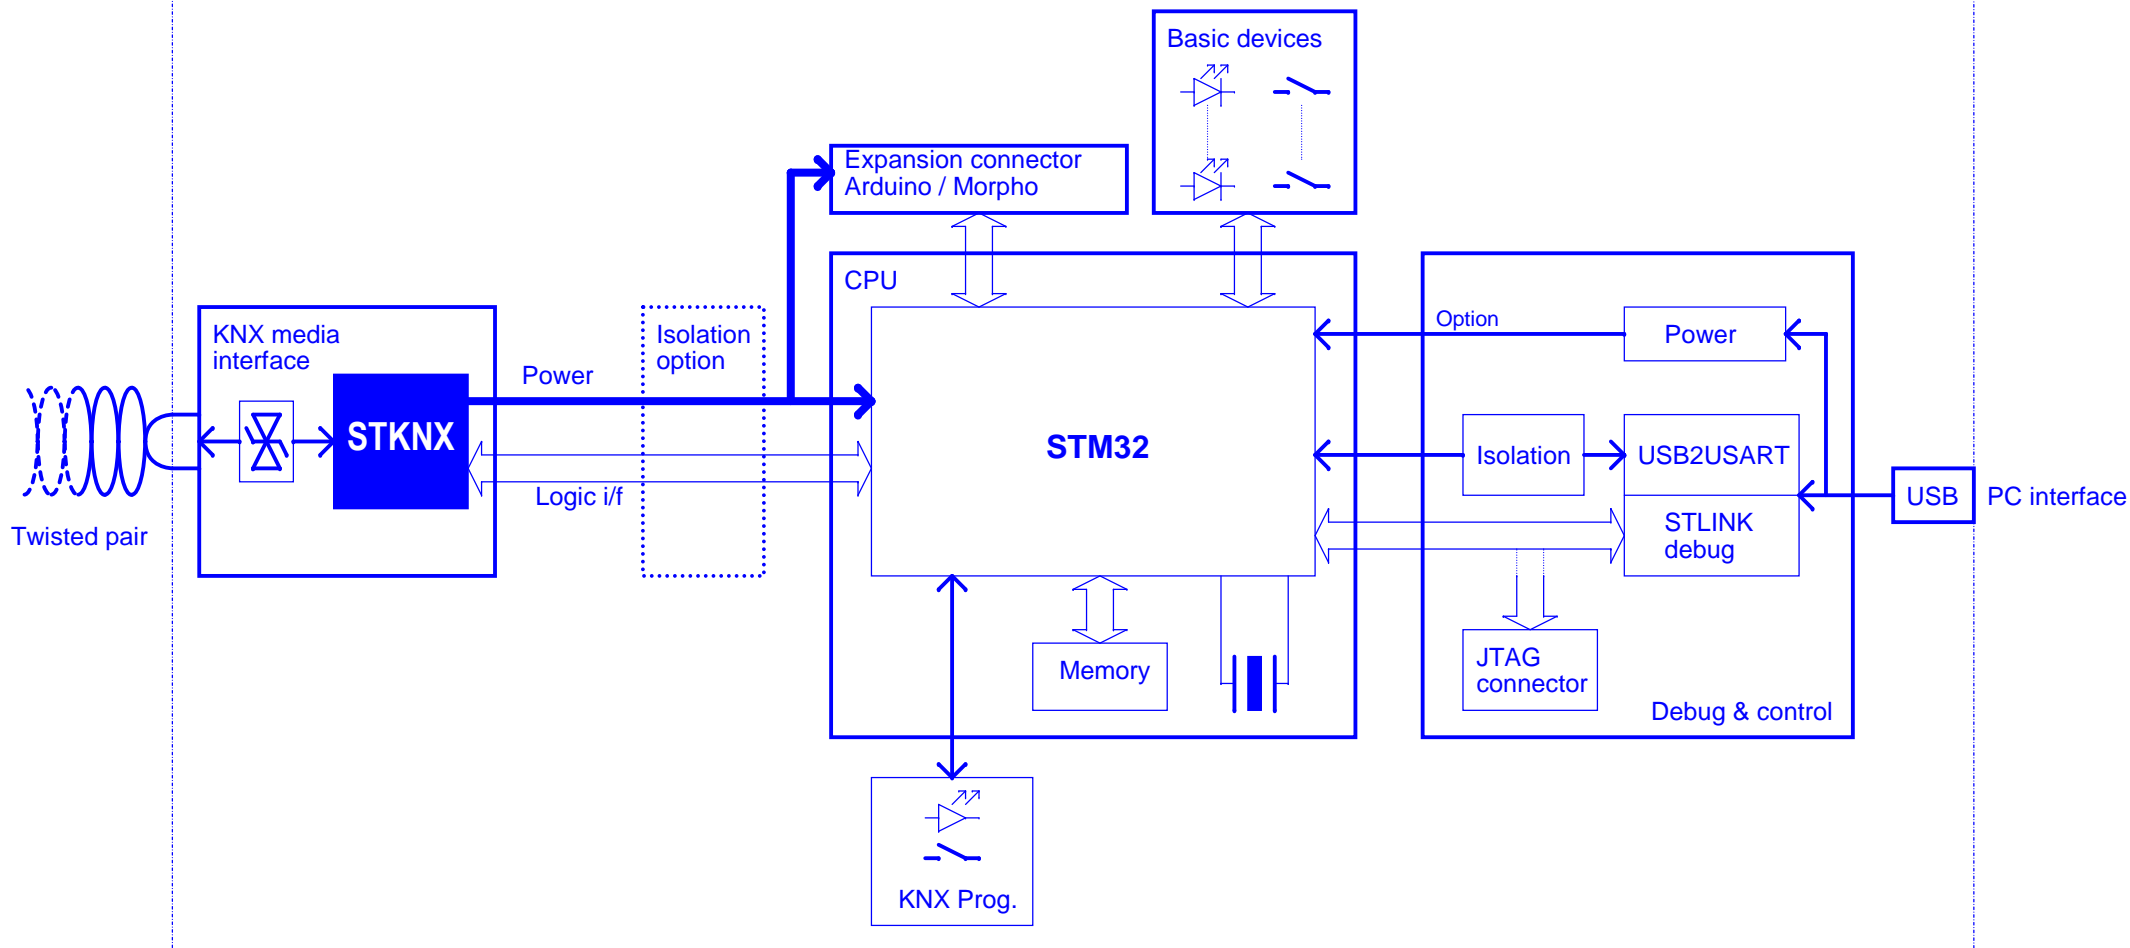 Basic devices
Expansion connector
Arduino / Morpho
CPU
KNX media
interface
Isolation
option
Option
Power
Power
STKNX
STM32
Isolation
USB2USART
Logic i/f
USB
PC interface
Twisted pair
STLINK
debug
Memory
JTAG
connector
Debug & control
KNX Prog.